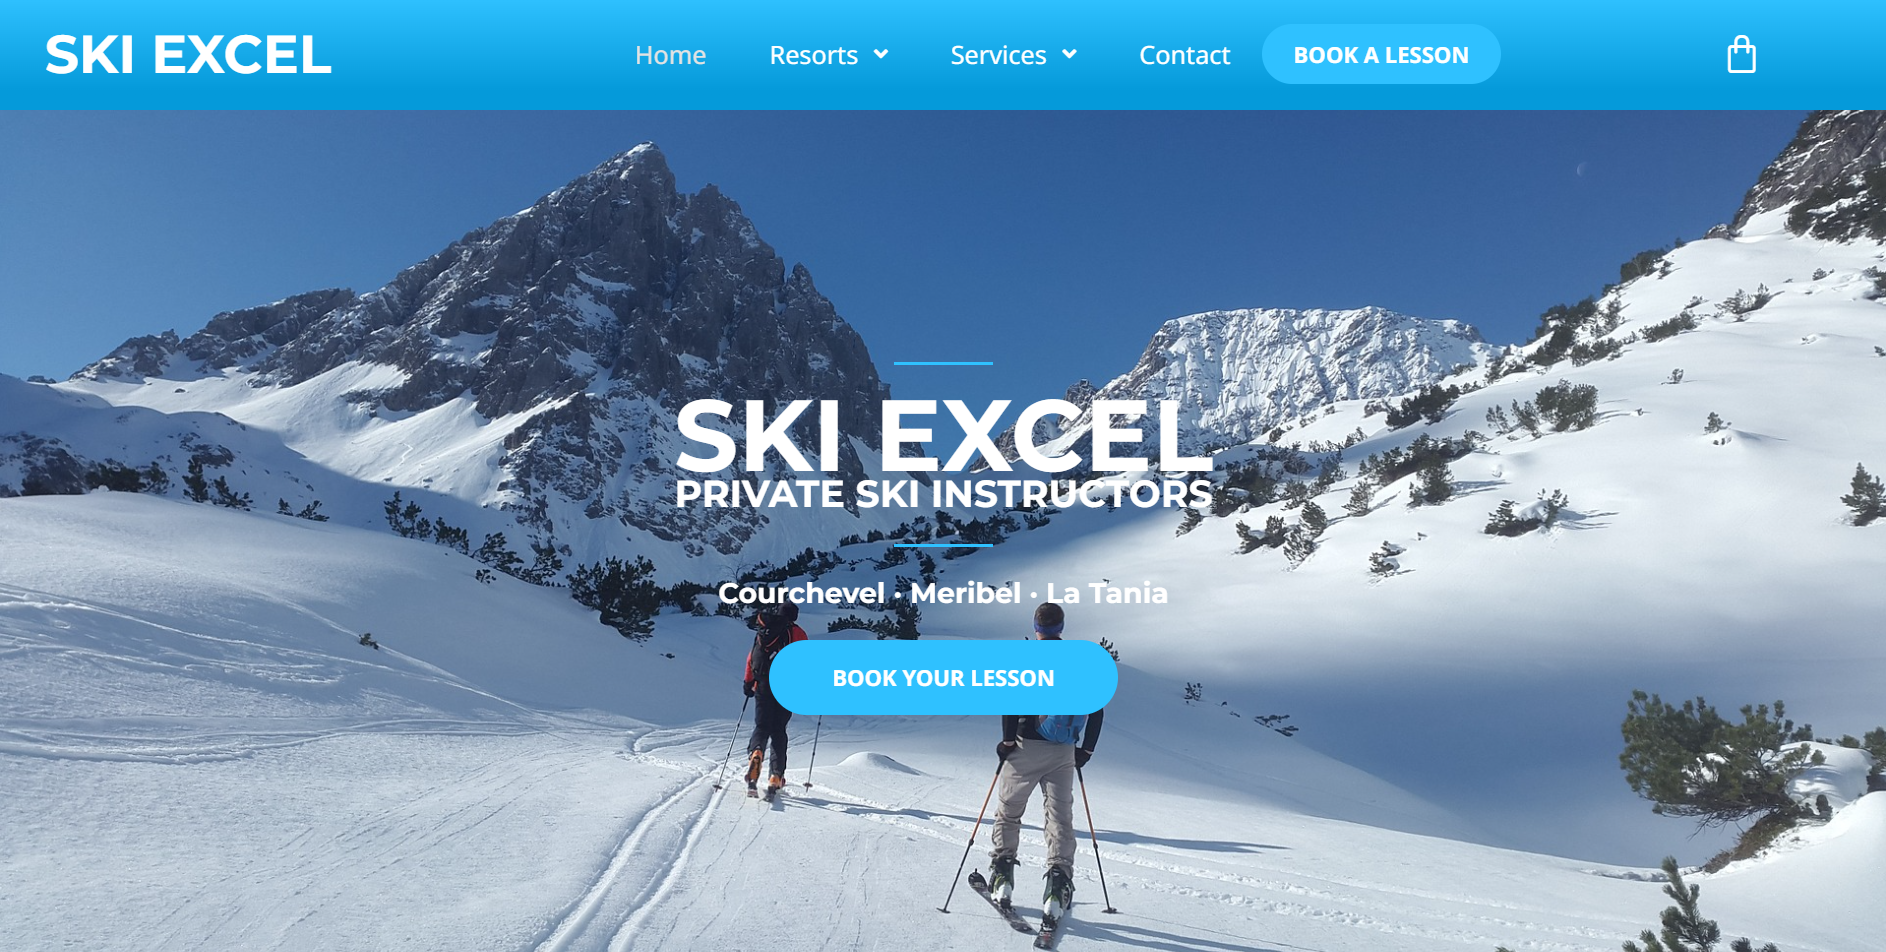 SKI EXCEL
Home
Resorts
Services
Contact
BOOK A LESSON
SKI EXCEL
PRIVATE SKI INSTRUCTORS
Courchevel · Meribel · La Tania
BOOK YOUR LESSON